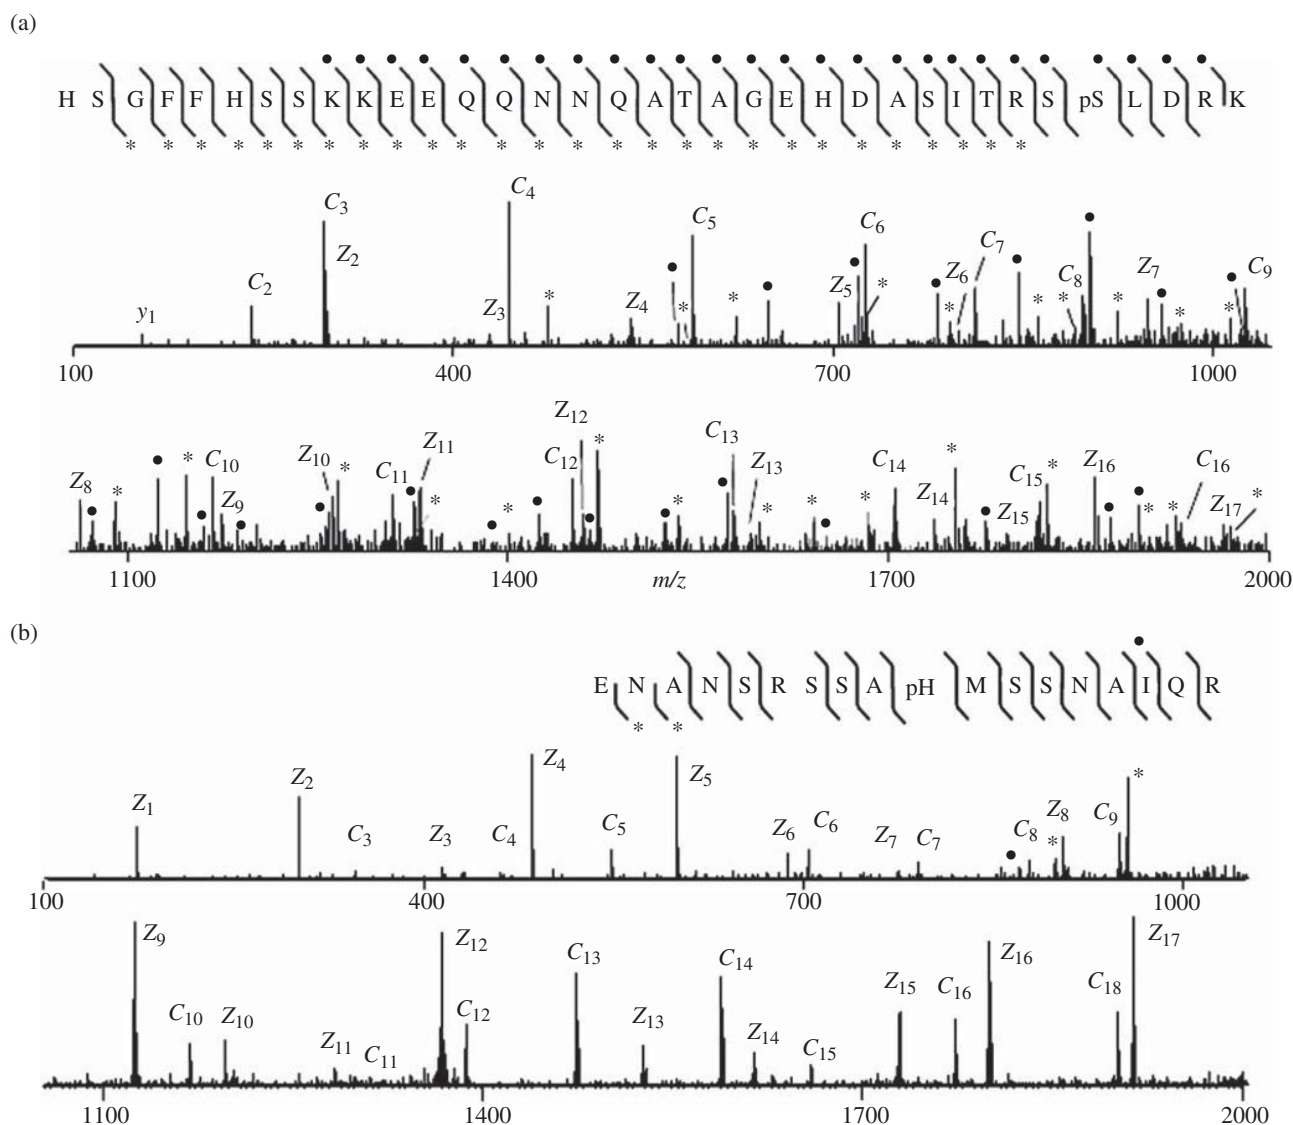 (a)
H S G F F H S S K K E E Q Q N N Q A T A G E H D A S I T R S pS L D R K
* * * * * * * * * * * * * * * * * * * * * * * * * *
y1 C2 C3 Z2 Z3 C4 * Z4 * C5 * Z5 C6 * * Z6 C7 * * C8 * Z7 * * C9
100 400 700 1000
Z8 * * C10 Z9 Z10 * C11 Z11 * * C12 Z12 * * C13 Z13 * * * C14 Z14 * Z15 C15 * Z16 * * C16 Z17 *
1100 1400 m/z 1700 2000
(b)
E N A N S R S S A pH M S S N A I Q R
* *
Z1 Z2 C3 Z3 C4 Z4 C5 Z5 Z6 C6 Z7 C7 C8 * Z8 C9 *
100 400 700 1000
Z9 C10 Z10 Z11 C11 Z12 C12 C13 Z13 C14 Z14 C15 Z15 C16 Z16 C18 Z17
1100 1400 1700 2000